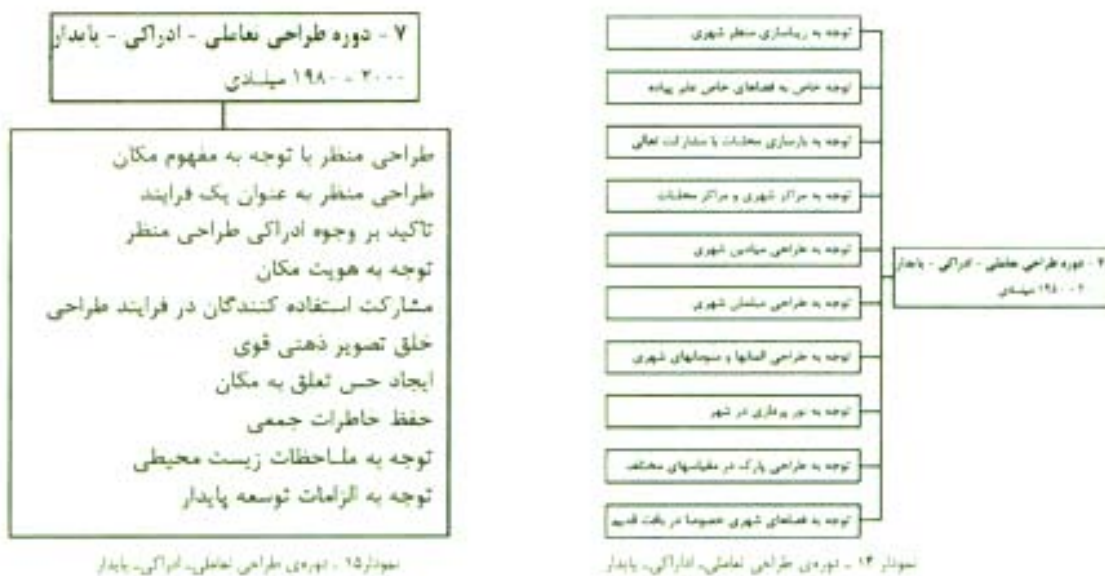 ۷ - دوره طراحی تعاملی - ادراکی - پایدار
۲۰۰۰ - ۱۹۸۰ میلادی
طراحی منظر با توجه به مفهوم مکان
طراحی منظر به عنوان یک فرایند
تاکید بر وجوه ادراکی طراحی منظر
توجه به هویت مکان
مشارکت استفاده کنندگان در فرایند طراحی
خلق تصویر ذهنی قوی
ایجاد حس تعلق به مکان
حفظ خاطرات جمعی
توجه به ملاحظات زیست محیطی
توجه به الزامات توسعه پایدار
نمودار۱۵ - دوره‌ی طراحی تعاملی- ادراکی- پایدار
توجه به زیباسازی منظر شهری
توجه خاص به فضاهای خاص عابر پیاده
توجه به بازسازی محلات با مشارکت
توجه به مراکز شهری و مراکز محلات
توجه به طراحی میادین شهری
توجه به طراحی مبلمان شهری
توجه به طراحی المانها و شهری
توجه به نور پردازی در شهر
توجه به طراحی پارک در مقیاسهای مختلف
توجه به فضاهای شهری خصوصا در بافت قدیم
دوره طراحی تعاملی - ادراکی - پایدار
۱۹۸۰ میلادی
نمودار ۱۴ - دوره‌ی طراحی تعاملی- اداراکی- پایدار